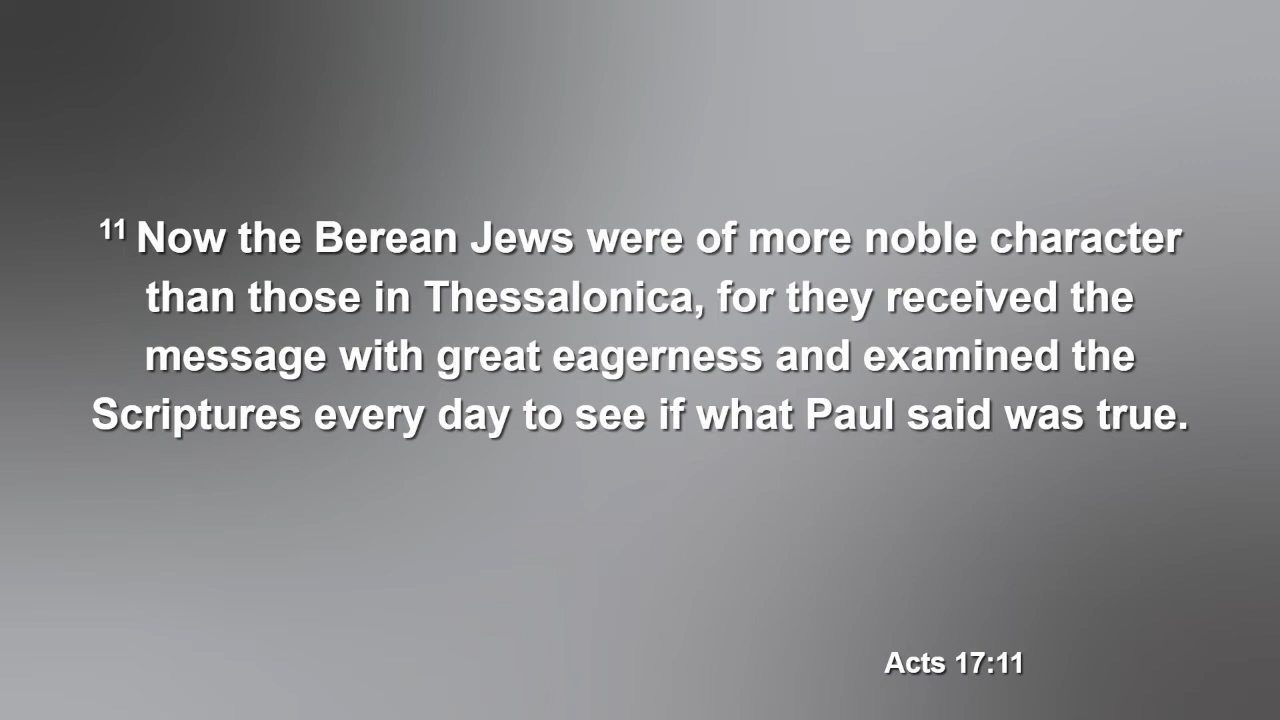 11 Now the Berean Jews were of more noble character
than those in Thessalonica, for they received the
message with great eagerness and examined the
Scriptures every day to see if what Paul said was true.
Acts 17:11